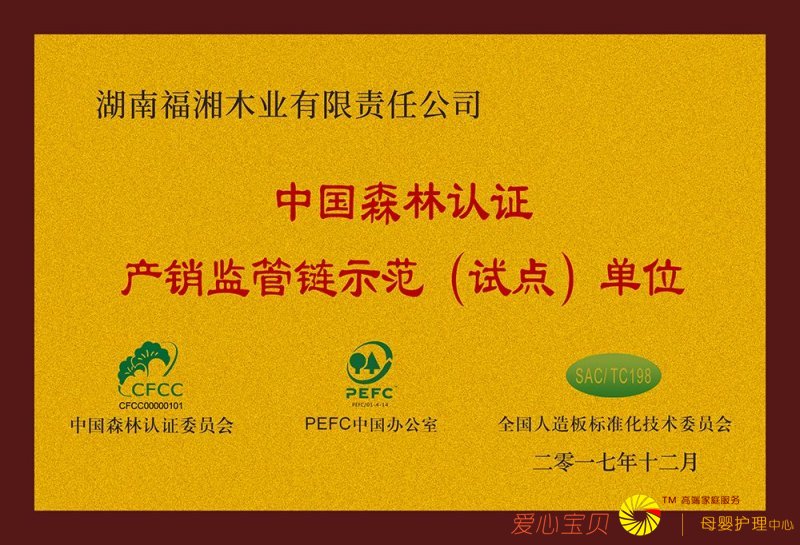 湖南福湘木业有限责任公司
中国森林认证
产销监管链示范（试点）单位
CFCC
CFCC00000101
中国森林认证委员会
PEFC
PEFC/01-4-14
PEFC中国办公室
SAC/TC198
全国人造板标准化技术委员会
二零一七年十二月
爱心宝贝
TM 高端家庭服务
母婴护理中心